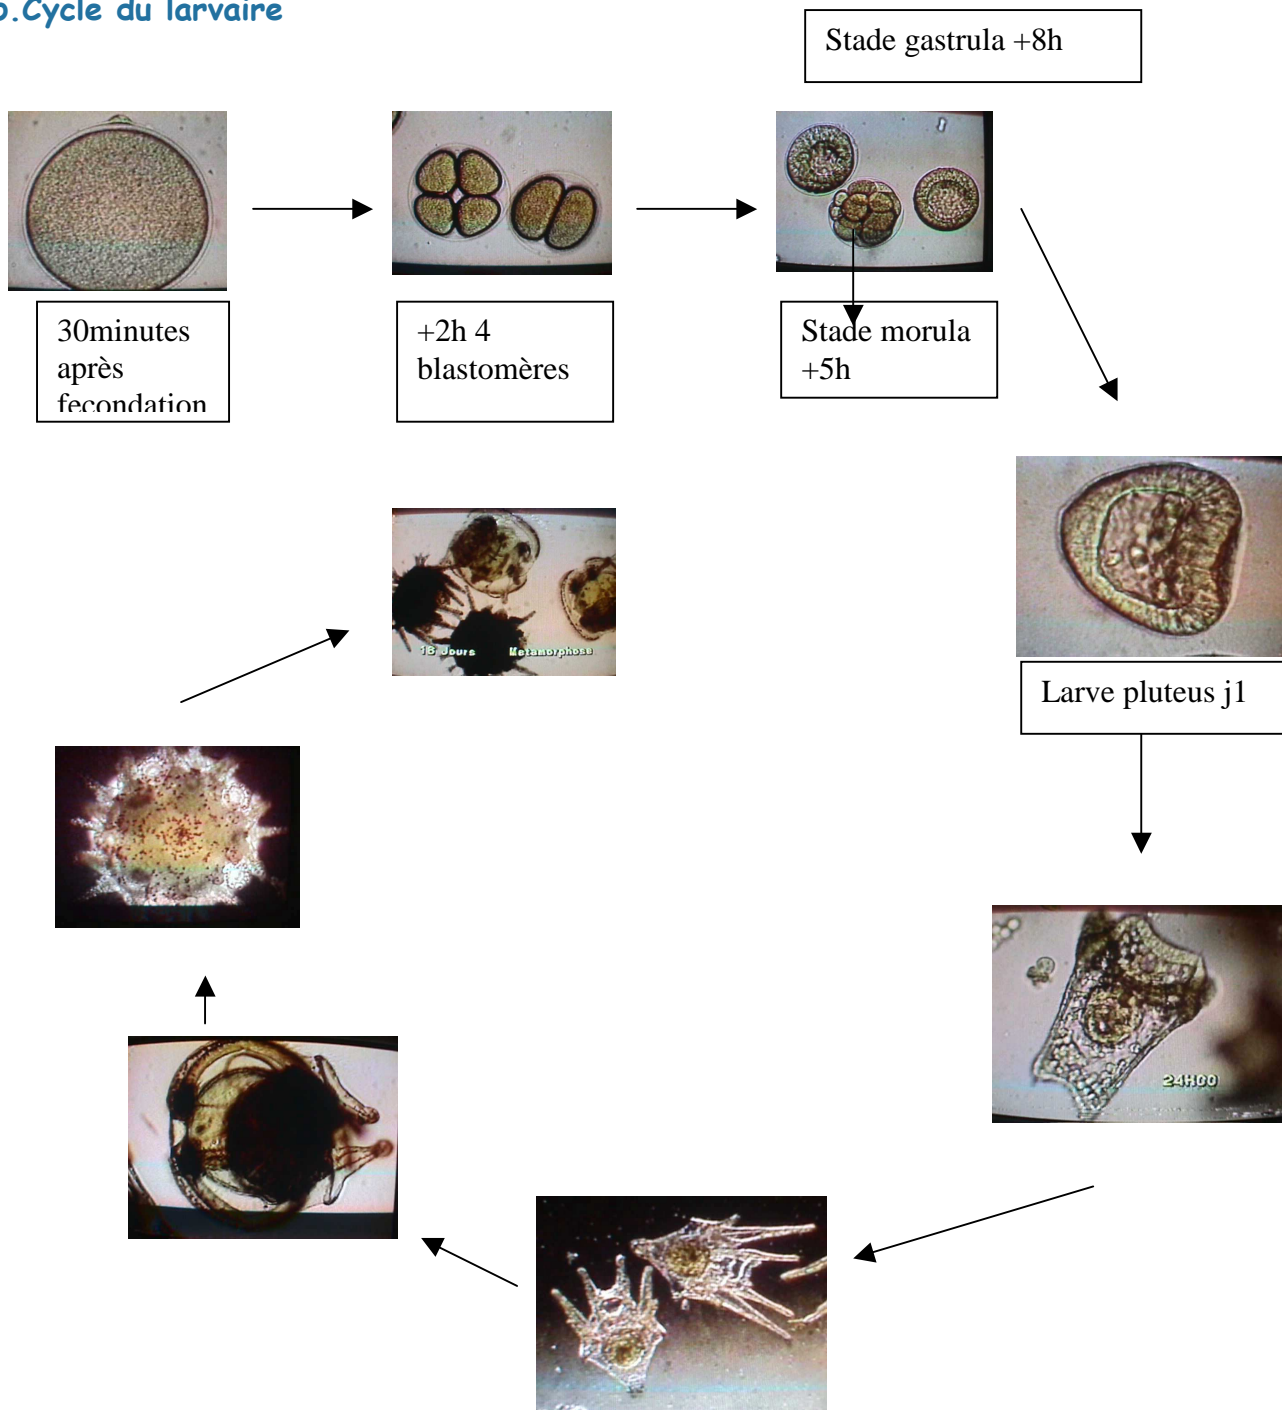 b.Cycle du larvaire
Stade gastrula +8h
30minutes
après
fecondation
+2h 4
blastomères
Stade morula
+5h
Larve pluteus j1
18 Jours Metamorphose
24H00